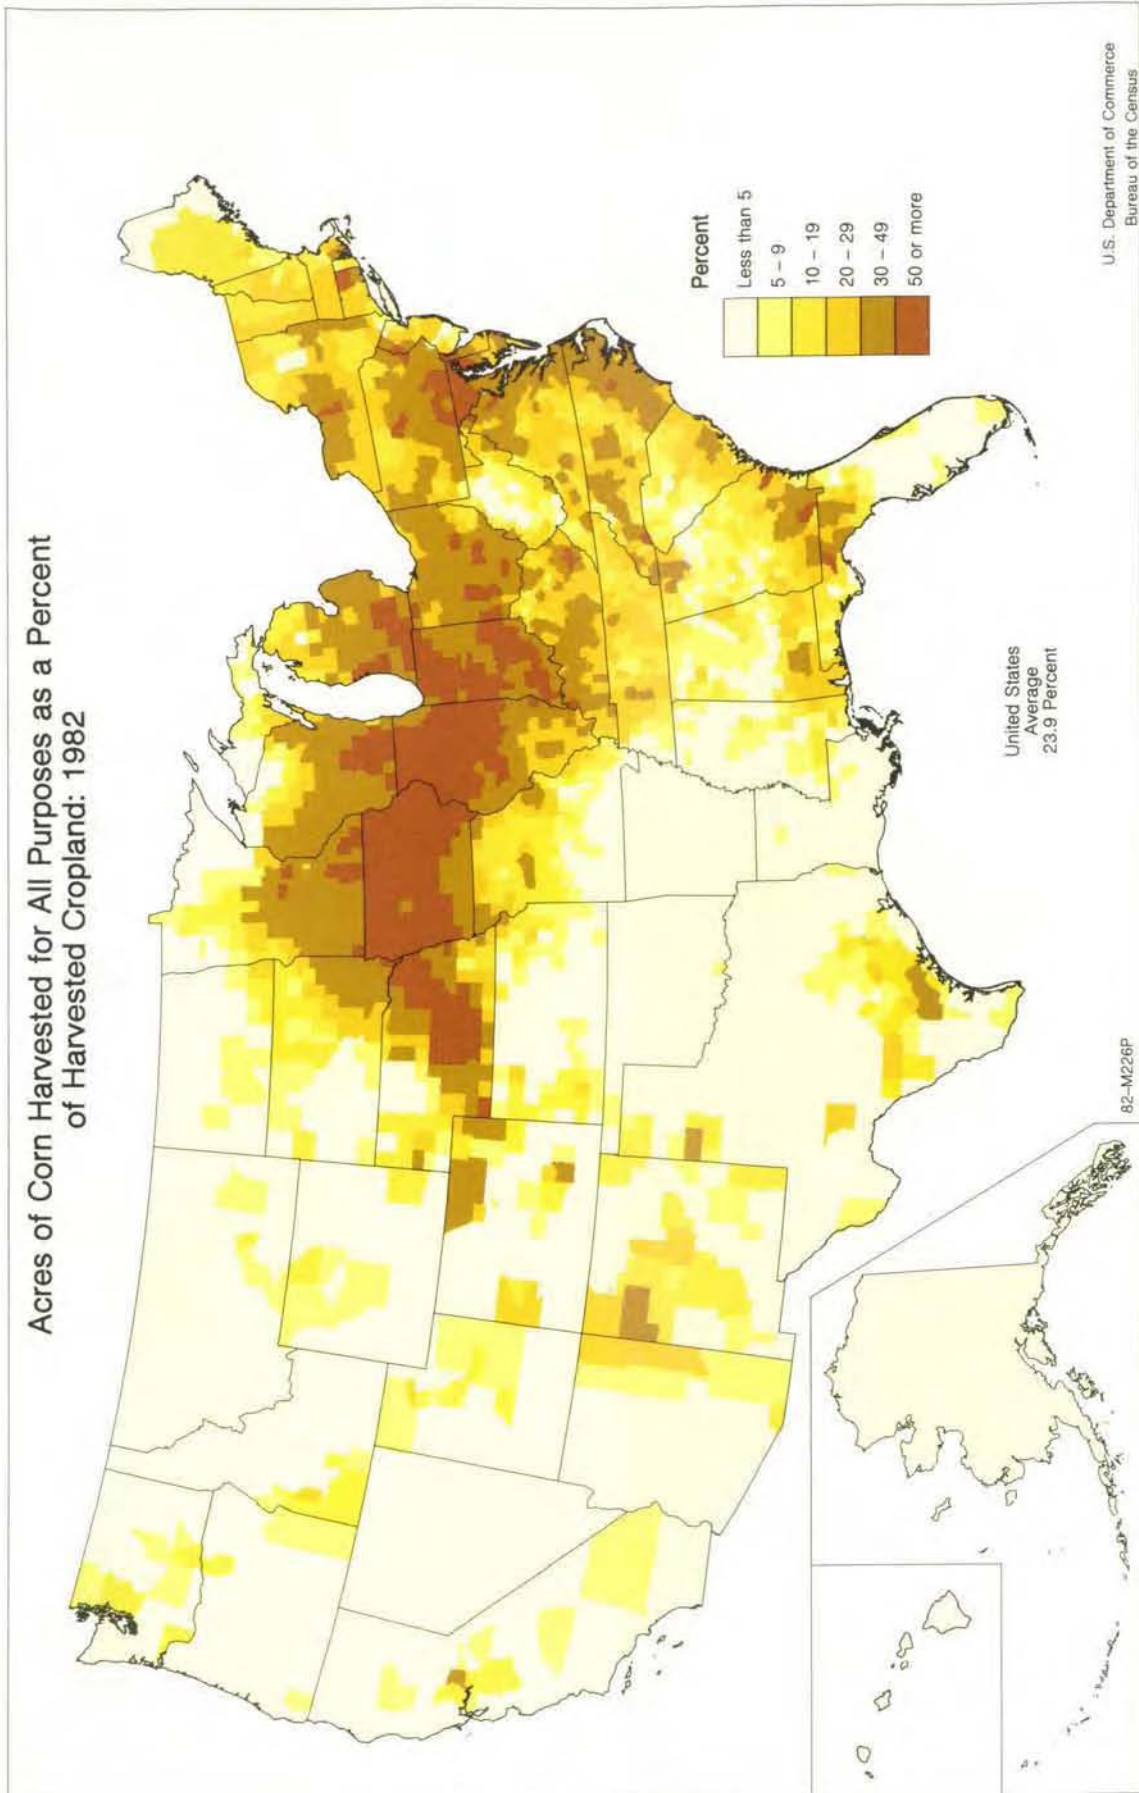 Acres of Corn Harvested for All Purposes as a Percent
of Harvested Cropland: 1982
Percent
Less than 5
5 – 9
10 – 19
20 – 29
30 – 49
50 or more
United States
Average
23.9 Percent
82–M226P
U.S. Department of Commerce
Bureau of the Census